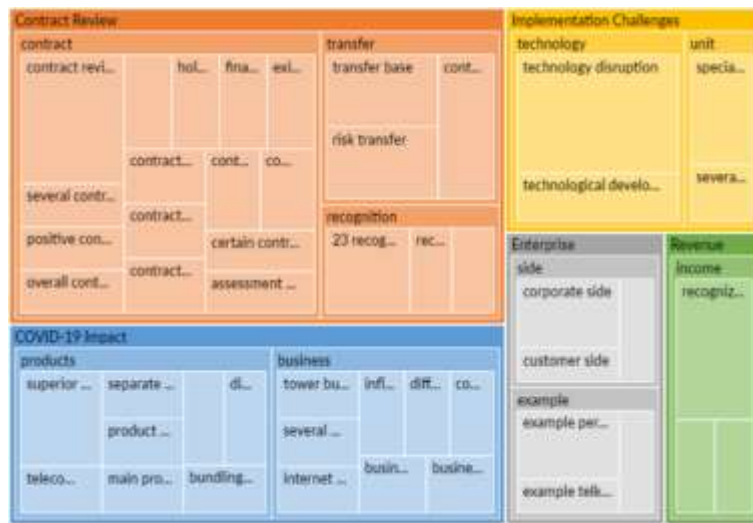 Contract Review
contract
contract revi...
hol...
fina...
exi...
contract...
cont...
co...
several contr...
contract...
positive con...
certain contr...
overall cont...
contract...
assessment ...
transfer
transfer base
cont...
risk transfer
recognition
23 recog...
rec...
Implementation Challenges
technology
technology disruption
technological develo...
unit
specia...
severa...
COVID-19 Impact
products
superior ...
separate ...
di...
product ...
teleco...
main pro...
bundling...
business
tower bu...
infl...
diff...
co...
several ...
internet ...
busin...
busine...
Enterprise
side
corporate side
customer side
example
example per...
example telk...
Revenue
income
recogniz...